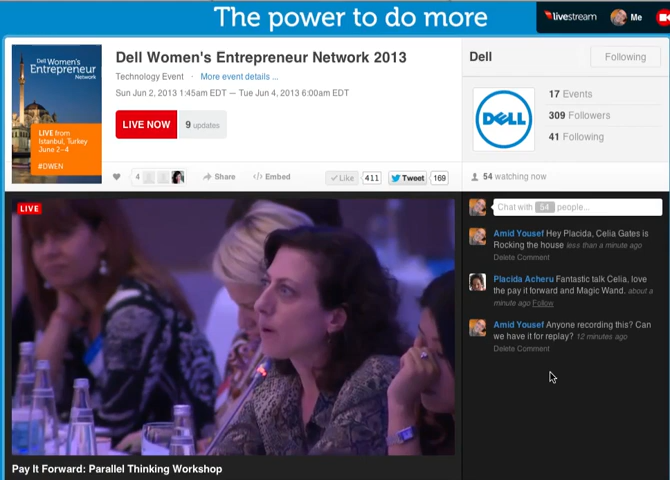 The power to do more
livestream
Me
Dell Women's
Entrepreneur
Network
LIVE from
Istanbul, Turkey
June 2–4
#DWEN
Dell Women's Entrepreneur Network 2013
Technology Event · More event details ...
Sun Jun 2, 2013 1:45am EDT — Tue Jun 4, 2013 6:00am EDT
LIVE NOW 9 updates
4 Share </> Embed Like 411 Tweet 169
Dell Following
DELL
17 Events
309 Followers
41 Following
54 watching now
LIVE
Chat with 54 people...
Amid Yousef Hey Placida, Celia Gates is
Rocking the house less than a minute ago
Delete Comment
Placida Acheru Fantastic talk Celia, love
the pay it forward and Magic Wand. about a
minute ago Follow
Amid Yousef Anyone recording this? Can
we have it for replay? 12 minutes ago
Delete Comment
Pay It Forward: Parallel Thinking Workshop